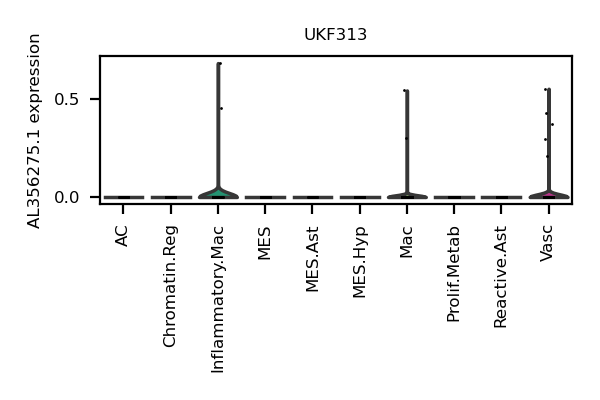 UKF313
AL356275.1 expression
0.5
0.0
AC
Chromatin.Reg
Inflammatory.Mac
MES
MES.Ast
MES.Hyp
Mac
Prolif.Metab
Reactive.Ast
Vasc